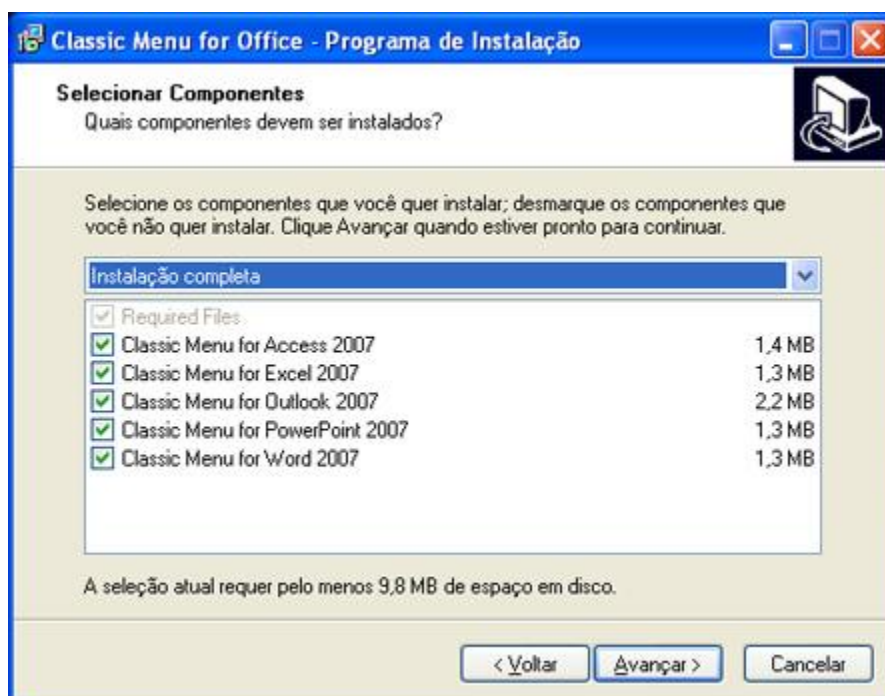 Classic Menu for Office - Programa de Instalação
Selecionar Componentes
Quais componentes devem ser instalados?
Selecione os componentes que você quer instalar; desmarque os componentes que
você não quer instalar. Clique Avançar quando estiver pronto para continuar.
Instalação completa
Required Files
Classic Menu for Access 2007 1,4 MB
Classic Menu for Excel 2007 1,3 MB
Classic Menu for Outlook 2007 2,2 MB
Classic Menu for PowerPoint 2007 1,3 MB
Classic Menu for Word 2007 1,3 MB
A seleção atual requer pelo menos 9,8 MB de espaço em disco.
< Voltar Avançar > Cancelar